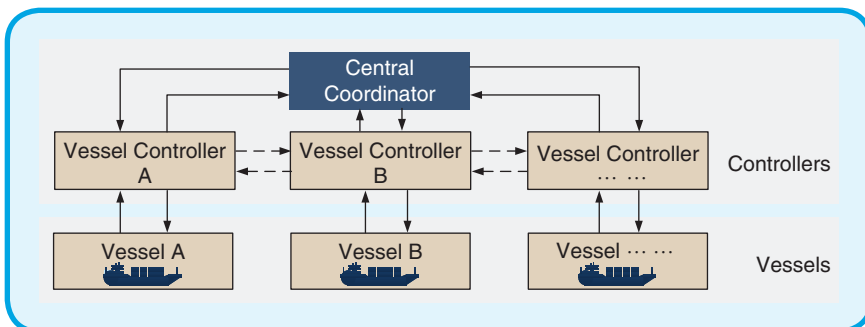 Central
Coordinator
Vessel Controller
A
Vessel Controller
B
Vessel Controller
... ...
Controllers
Vessel A
Vessel B
Vessel ... ...
Vessels